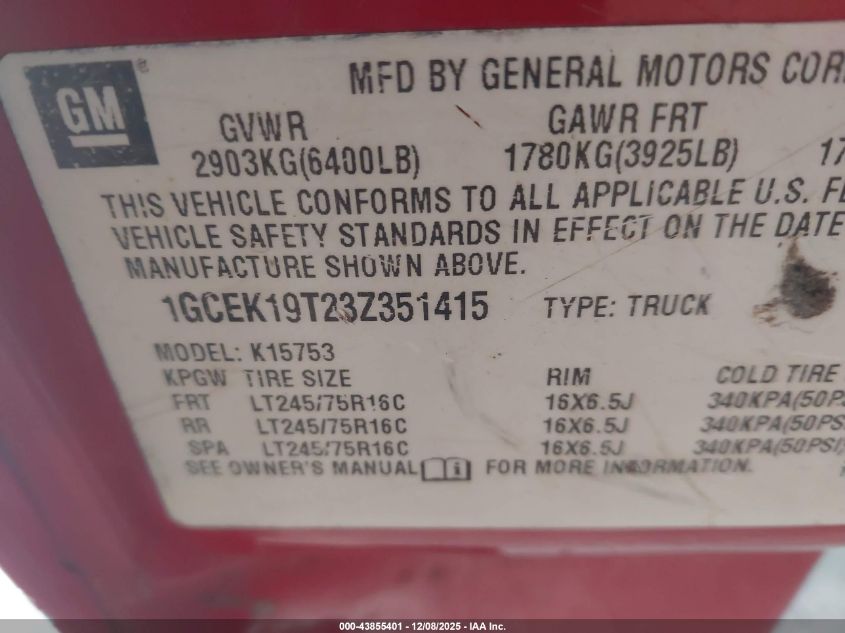 GM ®
MFD BY GENERAL MOTORS COR
GVWR GAWR FRT
2903KG(6400LB) 1780KG(3925LB) 17
THIS VEHICLE CONFORMS TO ALL APPLICABLE U.S. FE
VEHICLE SAFETY STANDARDS IN EFFECT ON THE DATE
MANUFACTURE SHOWN ABOVE.
1GCEK19T23Z351415 TYPE: TRUCK
MODEL: K15753
KPGW TIRE SIZE RIM COLD TIRE
FRT LT245/75R16C 16X6.5J 340KPA(50PS
RR LT245/75R16C 16X6.5J 340KPA(50PS
SPA LT245/75R16C 16X6.5J 340KPA(50PSI)
SEE OWNER'S MANUAL i FOR MORE INFORMATION.
000-43855401 - 12/08/2025 - IAA Inc.